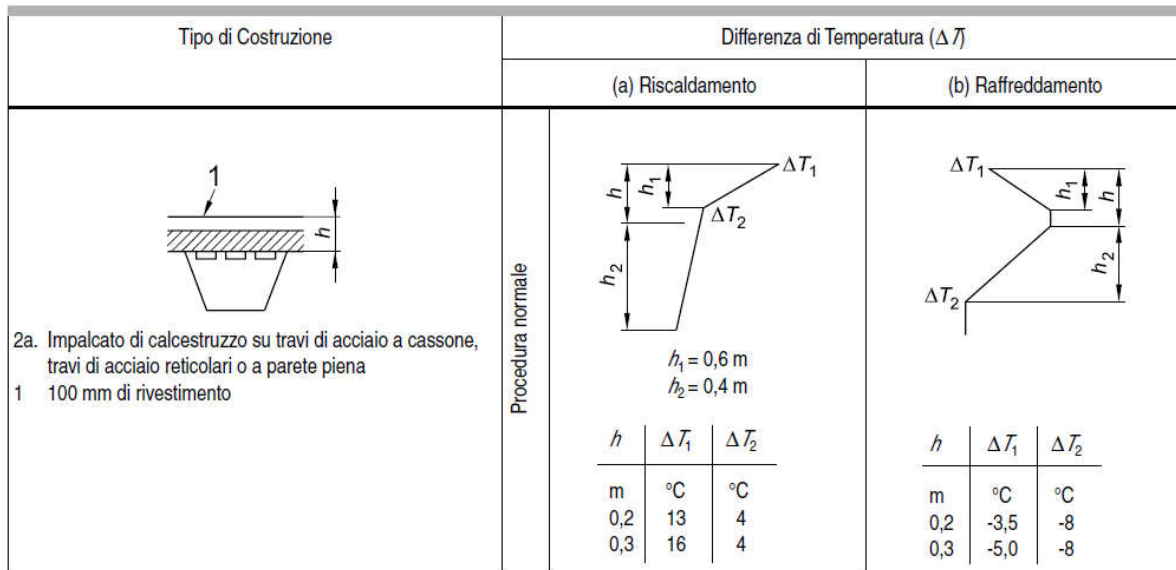 Tipo di Costruzione
Differenza di Temperatura (ΔT)
(a) Riscaldamento
(b) Raffreddamento
1
h
2a. Impalcato di calcestruzzo su travi di acciaio a cassone,
travi di acciaio reticolari o a parete piena
1 100 mm di rivestimento
Procedura normale
h
h₁
ΔT₁
ΔT₂
h₂
h₁ = 0,6 m
h₂ = 0,4 m
h ΔT₁ ΔT₂
m °C °C
0,2 13 4
0,3 16 4
ΔT₁
h₁
h
h₂
ΔT₂
h ΔT₁ ΔT₂
m °C °C
0,2 -3,5 -8
0,3 -5,0 -8